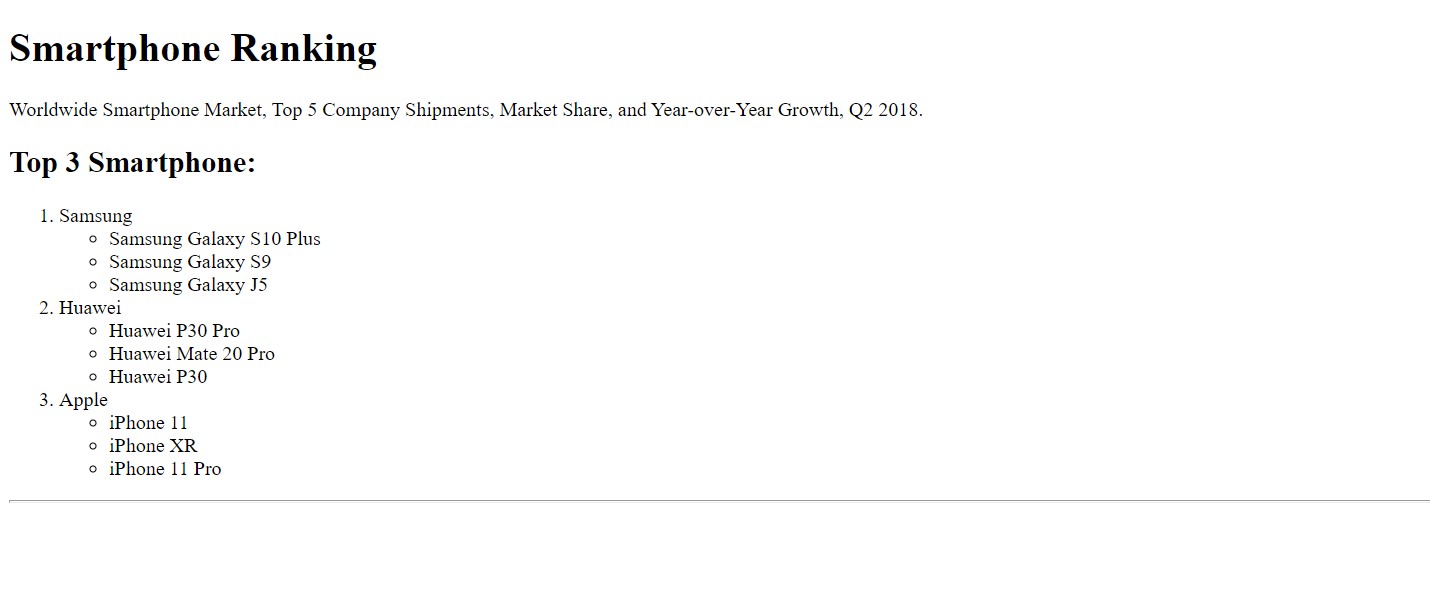 Smartphone Ranking
Worldwide Smartphone Market, Top 5 Company Shipments, Market Share, and Year-over-Year Growth, Q2 2018.
Top 3 Smartphone:
1. Samsung
Samsung Galaxy S10 Plus
Samsung Galaxy S9
Samsung Galaxy J5
2. Huawei
Huawei P30 Pro
Huawei Mate 20 Pro
Huawei P30
3. Apple
iPhone 11
iPhone XR
iPhone 11 Pro